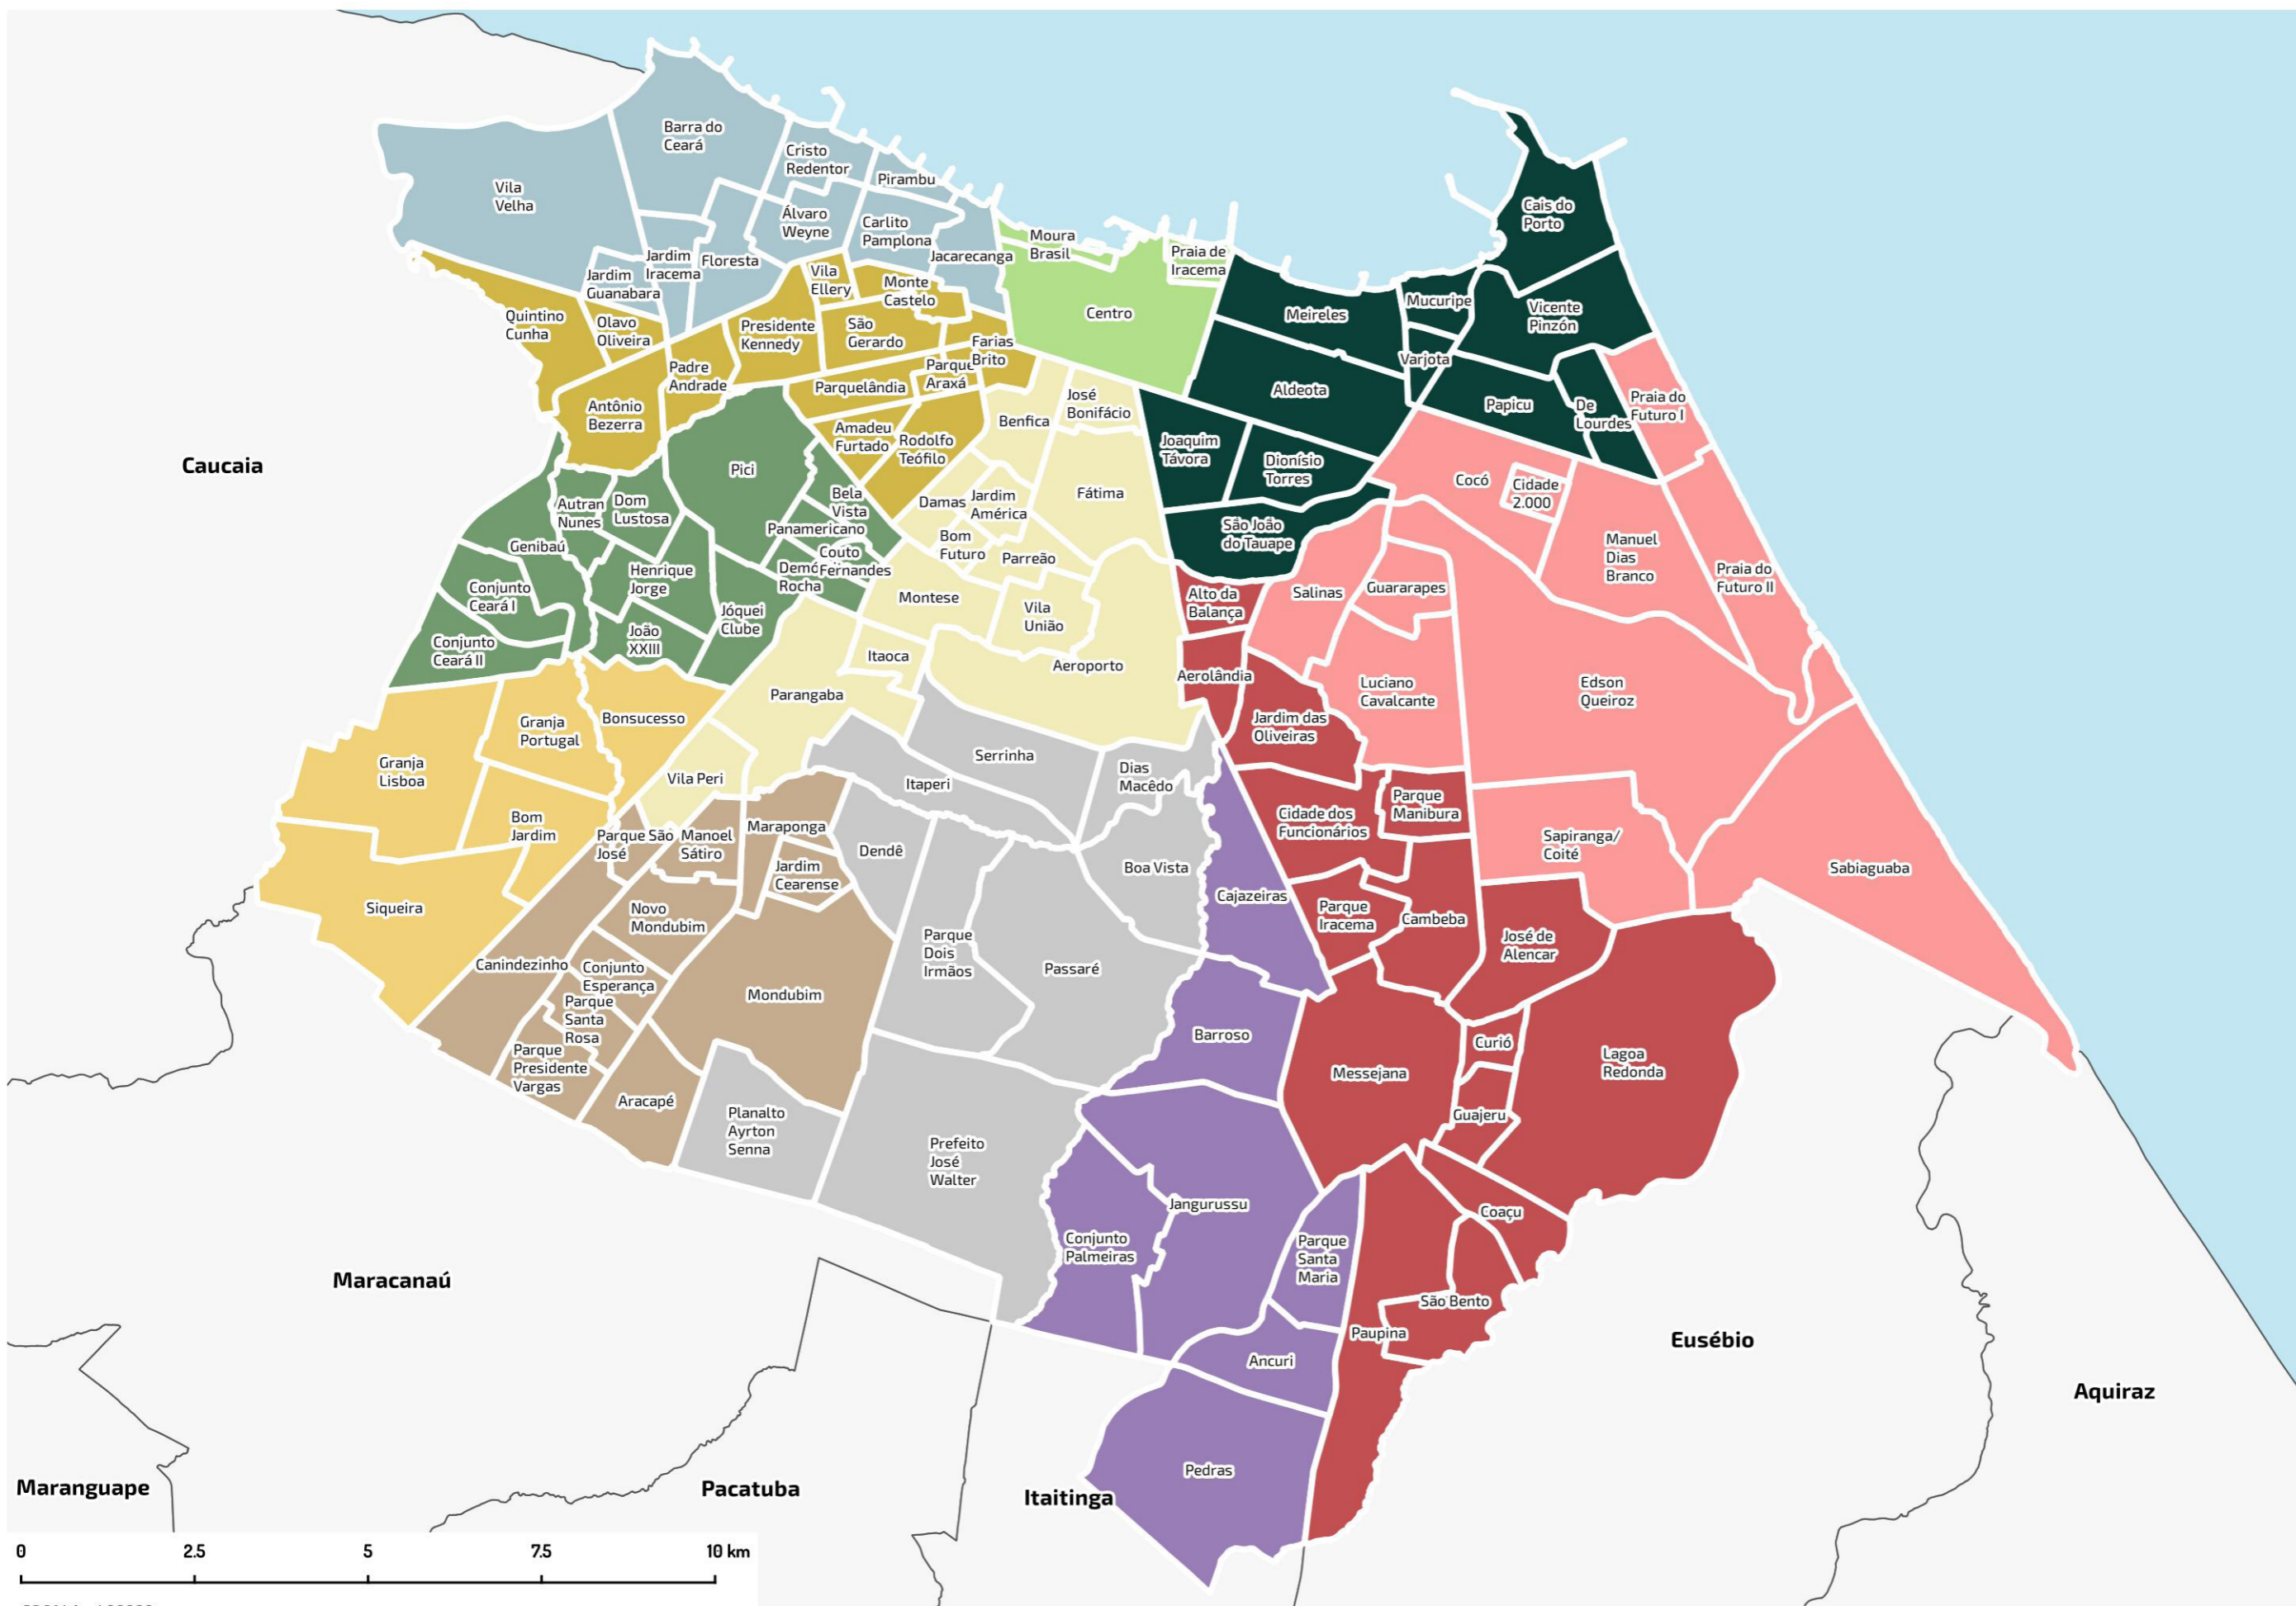 Barra do
Ceará
Cristo
Redentor
Pirambu
Vila
Velha
Álvaro
Weyne
Carlito
Pamplona
Jacarecanga
Jardim
Iracema
Floresta
Jardim
Guanabara
Moura
Brasil
Praia de
Iracema
Centro
Cais do
Porto
Mucuripe
Vicente
Pinzón
Meireles
Varjota
Aldeota
Papicu
De
Lourdes
Praia do
Futuro I
Vila
Ellery
Monte
Castelo
Quintino
Cunha
Olavo
Oliveira
Presidente
Kennedy
São
Gerardo
Farias
Brito
Padre
Andrade
Parquelândia
Parque
Araxá
Antônio
Bezerra
Amadeu
Furtado
Rodolfo
Teófilo
Benfica
José
Bonifácio
Joaquim
Távora
Dionísio
Torres
São João
do Tauape
Cocó
Cidade
2.000
Manuel
Dias
Branco
Praia do
Futuro II
Caucaia
Pici
Autran
Nunes
Dom
Lustosa
Bela
Vista
Panamericano
Couto
Fernandes
Demó
Rocha
Genibaú
Henrique
Jorge
Conjunto
Ceará I
Jóquei
Clube
João
XXIII
Conjunto
Ceará II
Damas
Jardim
América
Fátima
Bom
Futuro
Parreão
Montese
Vila
União
Itaoca
Aeroporto
Parangaba
Vila Peri
Alto da
Balança
Salinas
Guararapes
Aerolândia
Luciano
Cavalcante
Edson
Queiroz
Jardim das
Oliveiras
Granja
Portugal
Bonsucesso
Granja
Lisboa
Bom
Jardim
Siqueira
Serrinha
Itaperi
Dias
Macêdo
Boa Vista
Dendê
Parque
Dois
Irmãos
Passaré
Parque São
José
Manoel
Sátiro
Maraponga
Jardim
Cearense
Novo
Mondubim
Canindezinho
Conjunto
Esperança
Parque
Santa
Rosa
Parque
Presidente
Vargas
Mondubim
Aracapé
Planalto
Ayrton
Senna
Prefeito
José
Walter
Cidade dos
Funcionários
Parque
Manibura
Sapiranga/
Coité
Sabiaguaba
Cajazeiras
Parque
Iracema
Cambeba
José de
Alencar
Barroso
Messejana
Curió
Lagoa
Redonda
Guajeru
Jangurussu
Conjunto
Palmeiras
Parque
Santa
Maria
Coaçu
São Bento
Paupina
Ancuri
Pedras
Maracanaú
Eusébio
Aquiraz
Maranguape
Pacatuba
Itaitinga
0 2.5 5 7.5 10 km